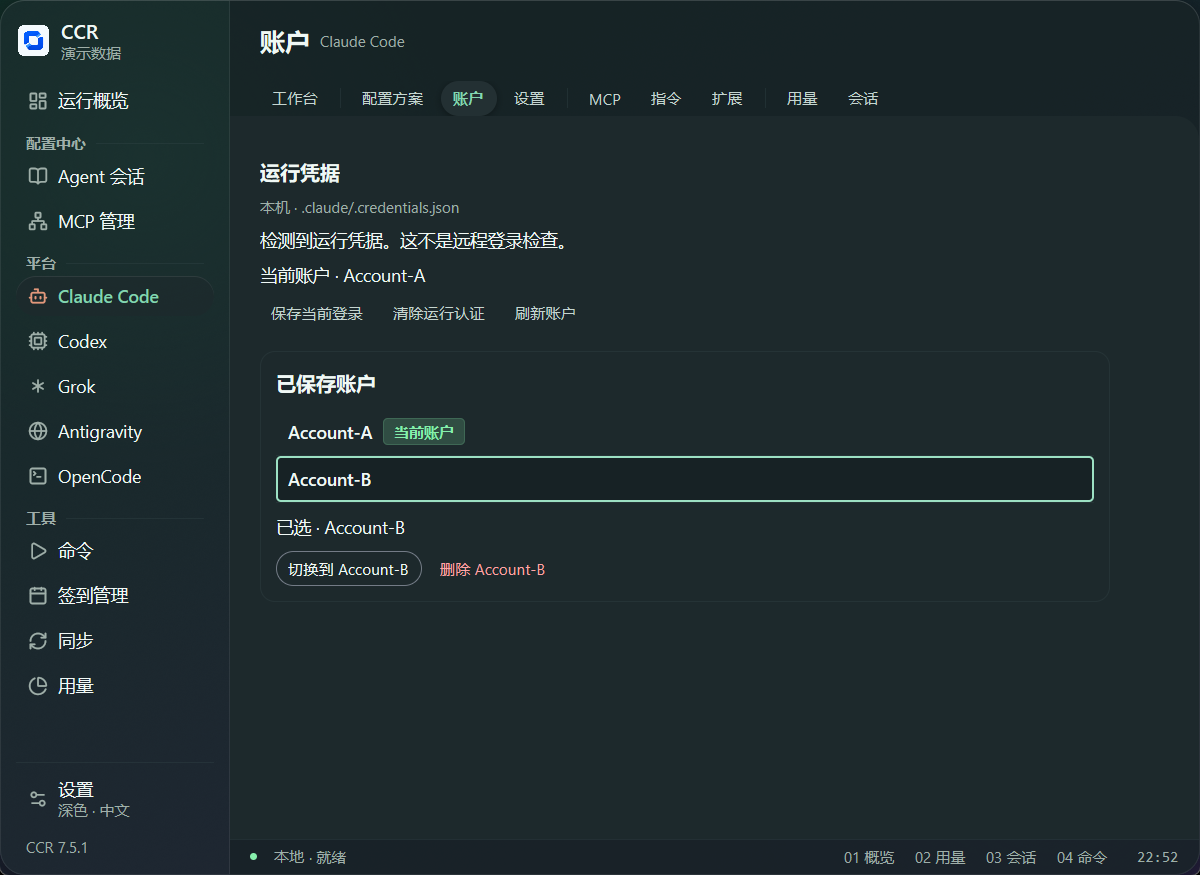 CCR
演示数据
运行概览
配置中心
Agent 会话
MCP 管理
平台
Claude Code
Codex
Grok
Antigravity
OpenCode
工具
命令
签到管理
同步
用量
设置
深色 · 中文
CCR 7.5.1
账户 Claude Code
工作台 配置方案 账户 设置 MCP 指令 扩展 用量 会话
运行凭据
本机 · .claude/.credentials.json
检测到运行凭据。这不是远程登录检查。
当前账户 · Account-A
保存当前登录 清除运行认证 刷新账户
已保存账户
Account-A 当前账户
Account-B
已选 · Account-B
切换到 Account-B 删除 Account-B
本地 · 就绪 01 概览 02 用量 03 会话 04 命令 22:52